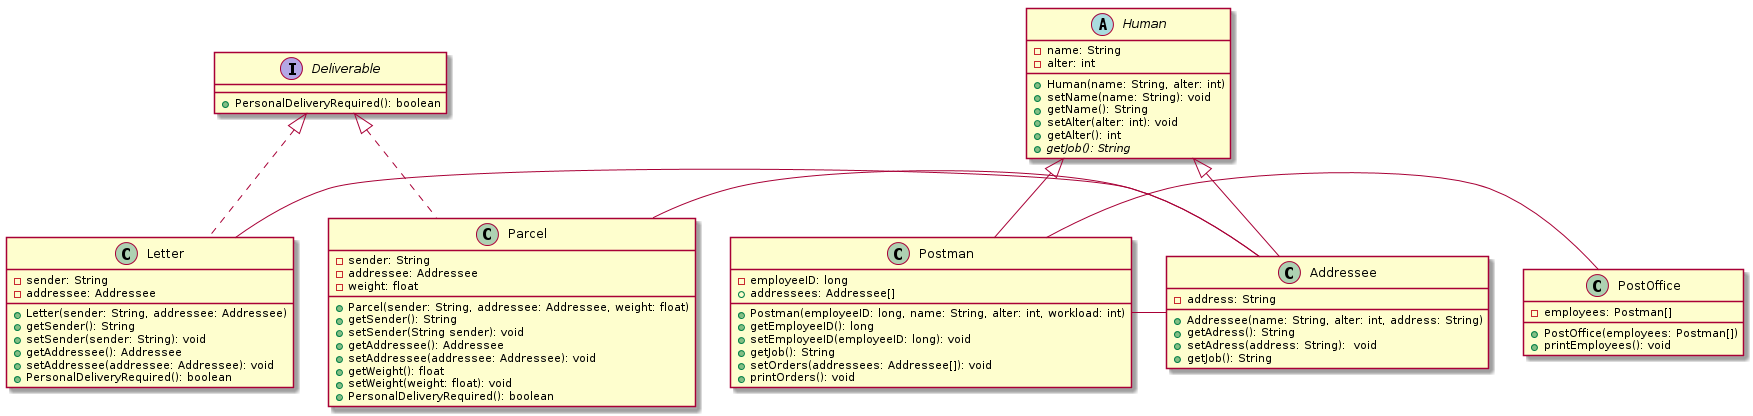 I Deliverable
PersonalDeliveryRequired(): boolean
A Human
name: String
alter: int
Human(name: String, alter: int)
setName(name: String): void
getName(): String
setAlter(alter: int): void
getAlter(): int
getJob(): String
C Letter
sender: String
addressee: Addressee
Letter(sender: String, addressee: Addressee)
getSender(): String
setSender(sender: String): void
getAddressee(): Addressee
setAddressee(addressee: Addressee): void
PersonalDeliveryRequired(): boolean
C Parcel
sender: String
addressee: Addressee
weight: float
Parcel(sender: String, addressee: Addressee, weight: float)
getSender(): String
setSender(String sender): void
getAddressee(): Addressee
setAddressee(addressee: Addressee): void
getWeight(): float
setWeight(weight: float): void
PersonalDeliveryRequired(): boolean
C Postman
employeeID: long
addressees: Addressee[]
Postman(employeeID: long, name: String, alter: int, workload: int)
getEmployeeID(): long
setEmployeeID(employeeID: long): void
getJob(): String
setOrders(addressees: Addressee[]): void
printOrders(): void
C Addressee
address: String
Addressee(name: String, alter: int, address: String)
getAdress(): String
setAdress(address: String):  void
getJob(): String
C PostOffice
employees: Postman[]
PostOffice(employees: Postman[])
printEmployees(): void